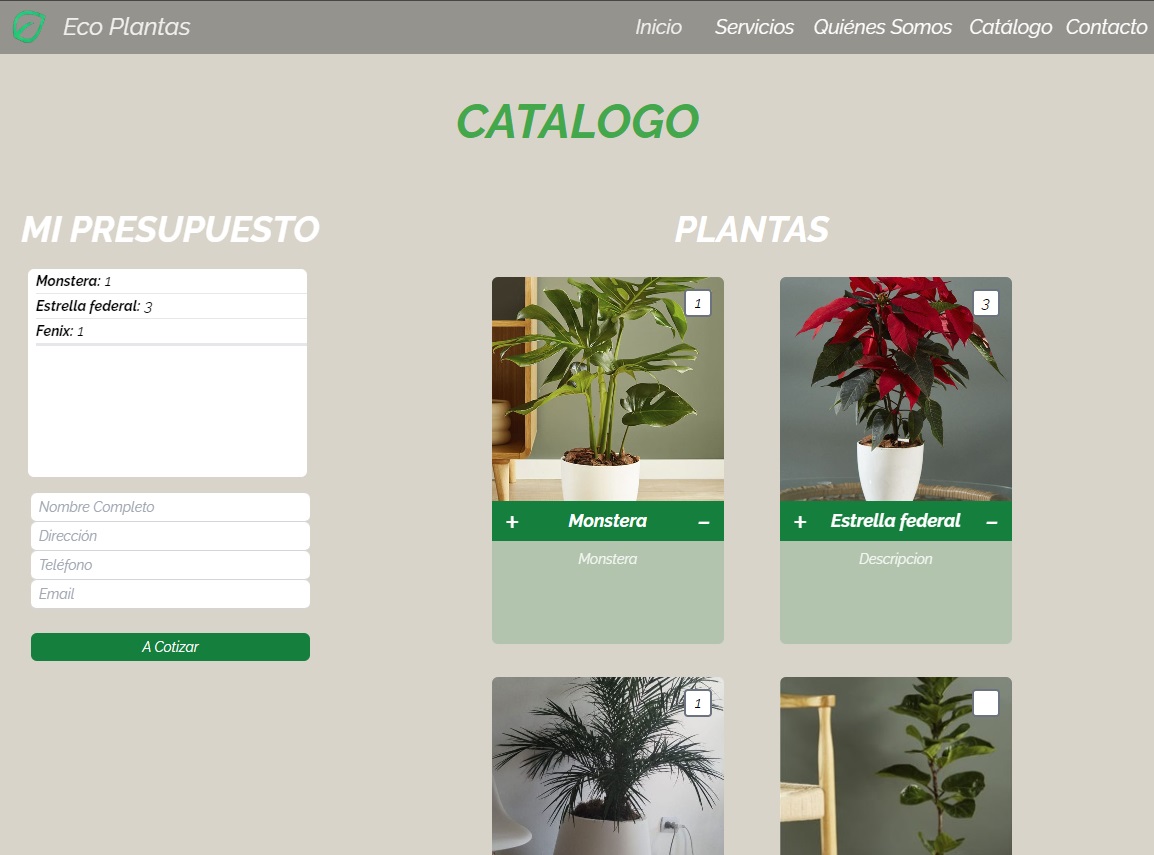 Eco Plantas
Inicio Servicios Quiénes Somos Catálogo Contacto
CATALOGO
MI PRESUPUESTO
Monstera: 1
Estrella federal: 3
Fenix: 1
Nombre Completo
Dirección
Teléfono
Email
A Cotizar
PLANTAS
1
3
+ Monstera –
+ Estrella federal –
Monstera
Descripcion
1